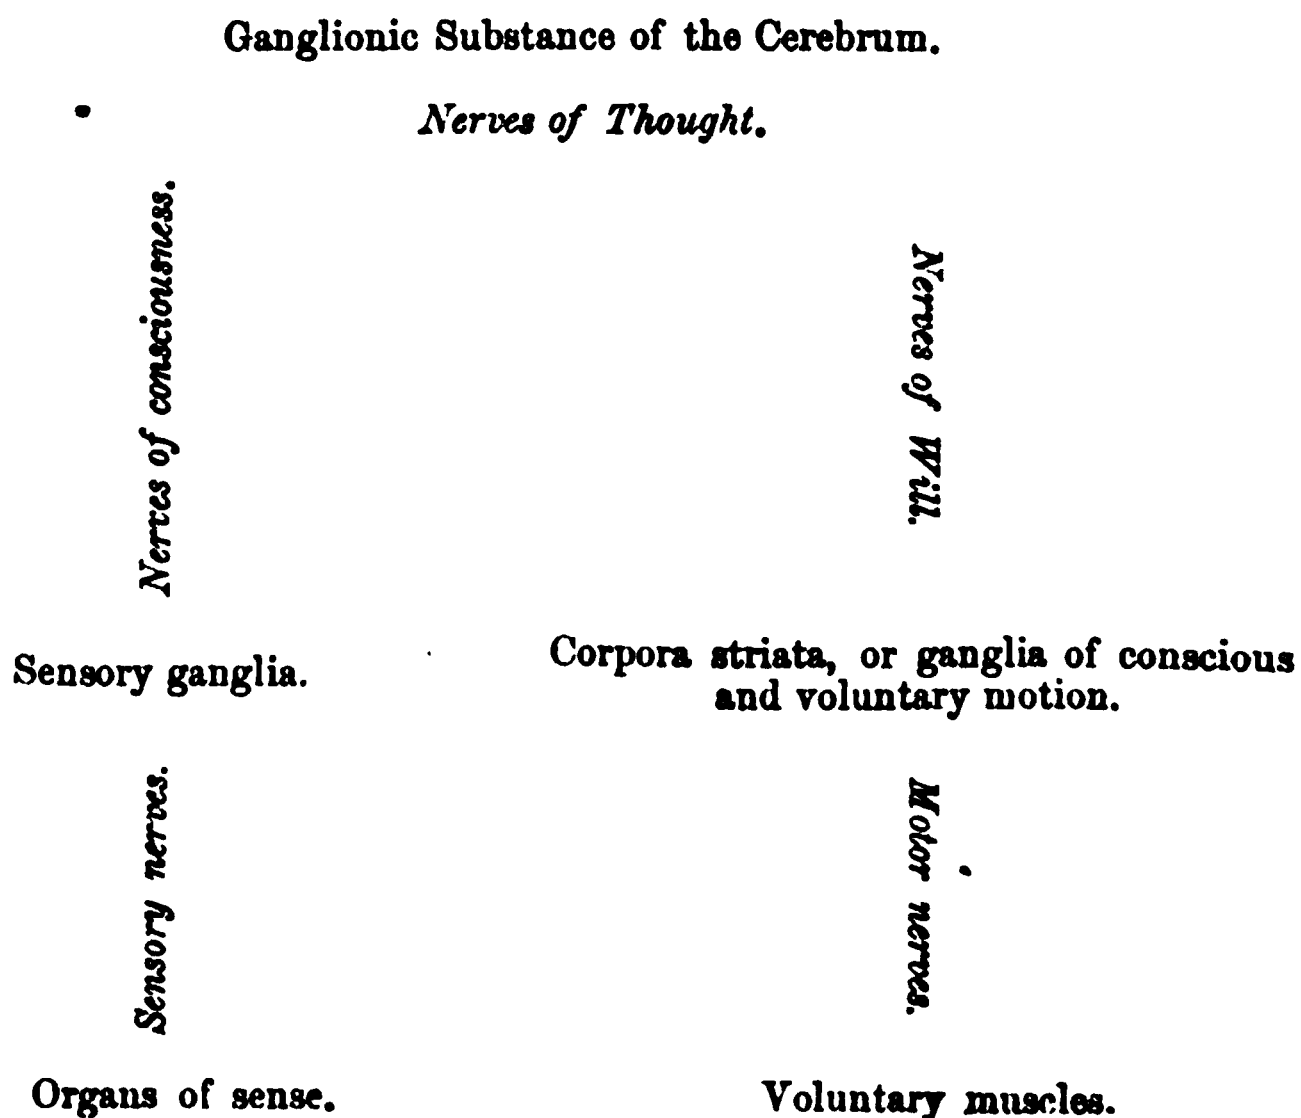 Ganglionic Substance of the Cerebrum.
Nerves of Thought.
Nerves of consciousness.
Nerves of Will.
Sensory ganglia.
Corpora striata, or ganglia of conscious
and voluntary motion.
Sensory nerves.
Motor nerves.
Organs of sense.
Voluntary muscles.